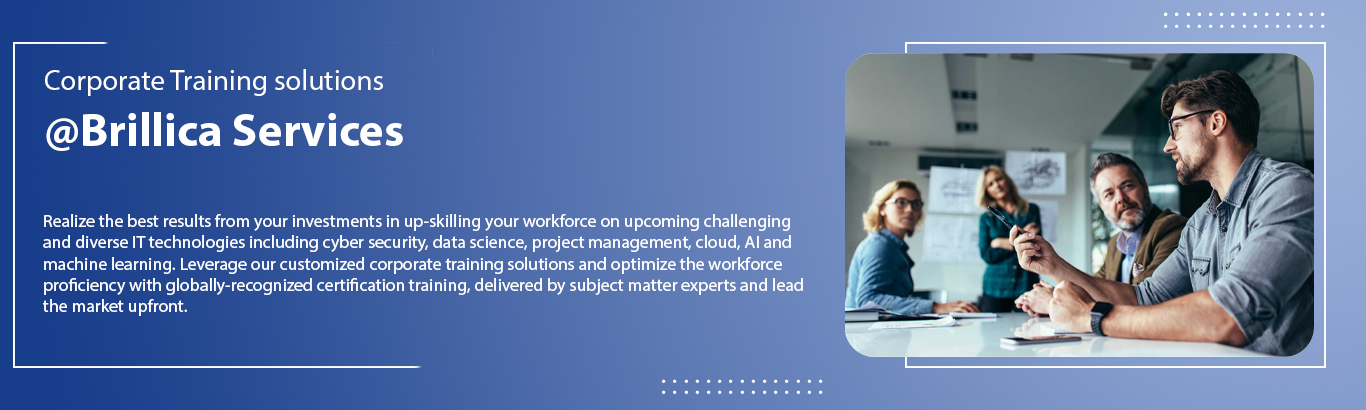 Corporate Training solutions
@Brillica Services
Realize the best results from your investments in up-skilling your workforce on upcoming challenging
and diverse IT technologies including cyber security, data science, project management, cloud, AI and
machine learning. Leverage our customized corporate training solutions and optimize the workforce
proficiency with globally-recognized certification training, delivered by subject matter experts and lead
the market upfront.